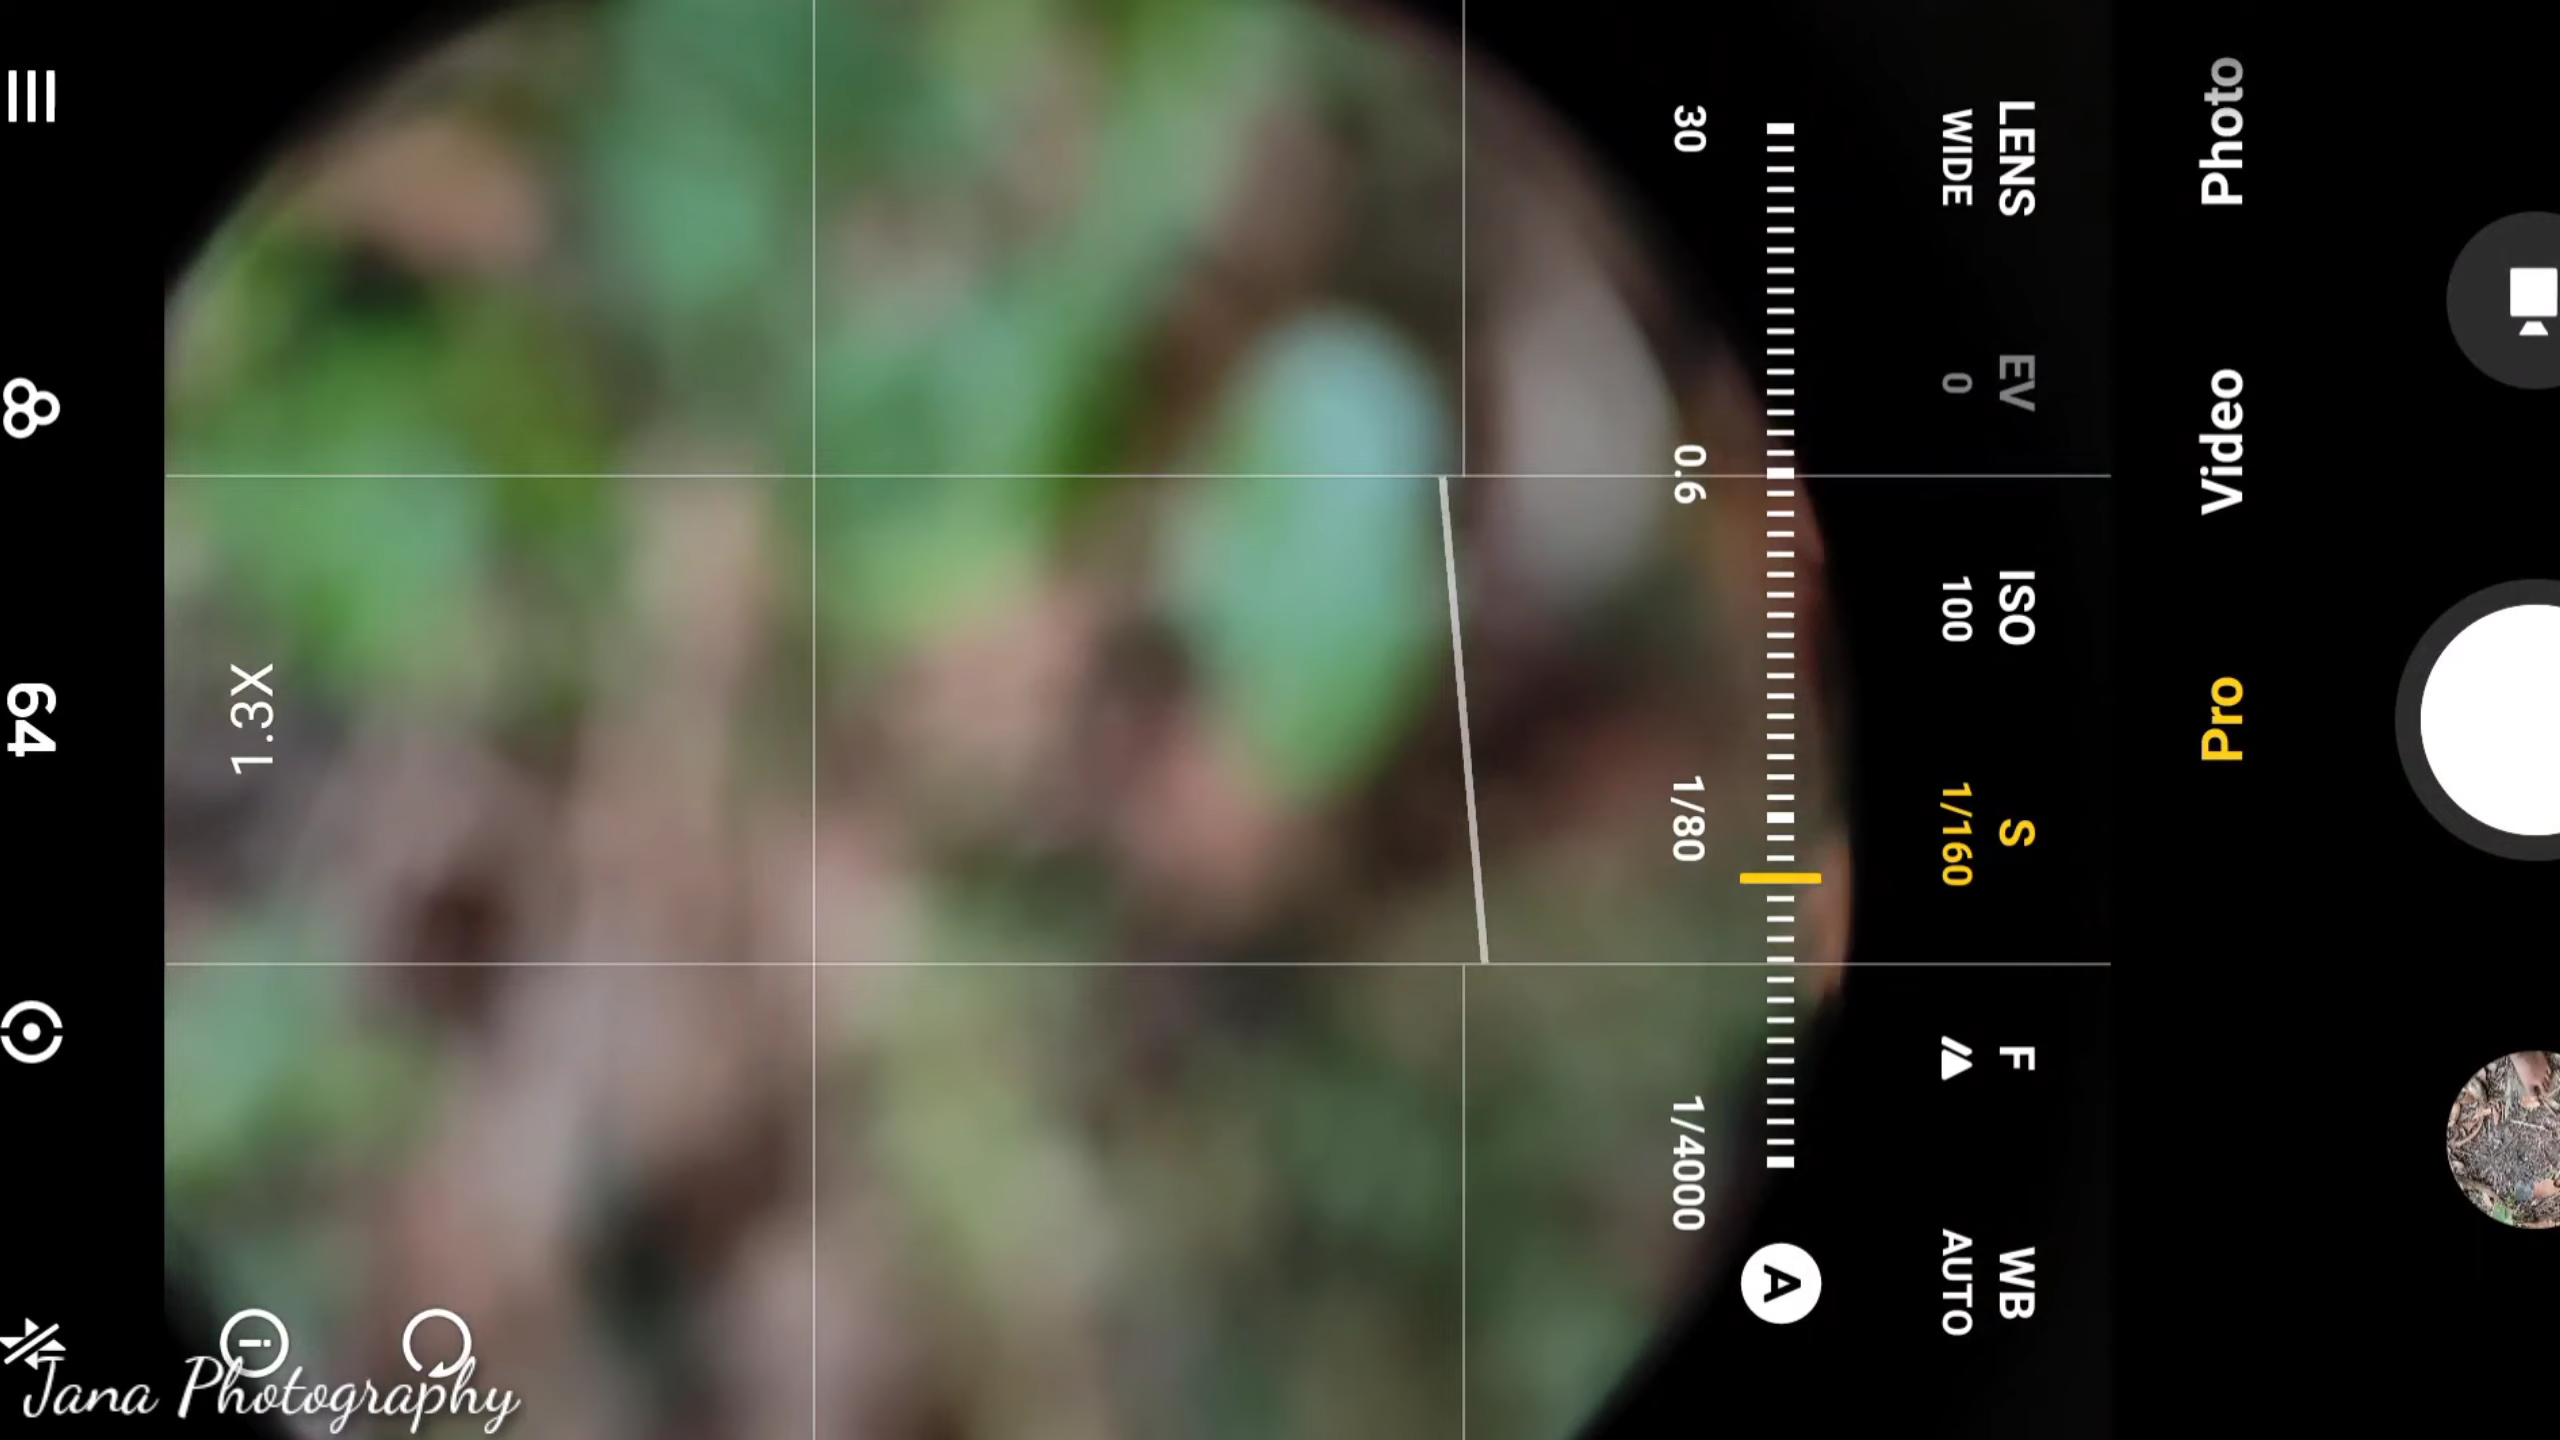 64
1.3X
30
0.6
1/80
1/4000
A
LENS
WIDE
EV
0
ISO
100
S
1/160
F
WB
AUTO
Photo
Video
Pro
Jana Photography